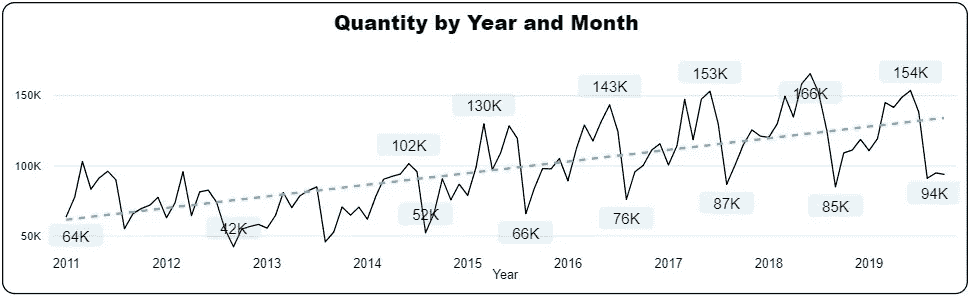 Quantity by Year and Month
150K
100K
50K
64K
42K
102K
52K
130K
66K
143K
76K
153K
87K
166K
85K
154K
94K
2011 2012 2013 2014 2015 2016 2017 2018 2019
Year